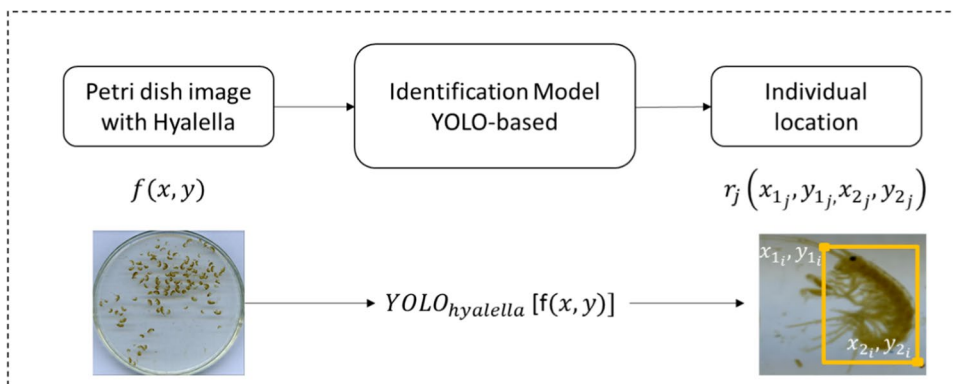 Petri dish image
with Hyalella
Identification Model
YOLO-based
Individual
location
f(x, y)
r_j (x_{1_j}, y_{1_j}, x_{2_j}, y_{2_j})
x_{1_i}, y_{1_i}
YOLO_{hyalella} [f(x, y)]
x_{2_i}, y_{2_i}